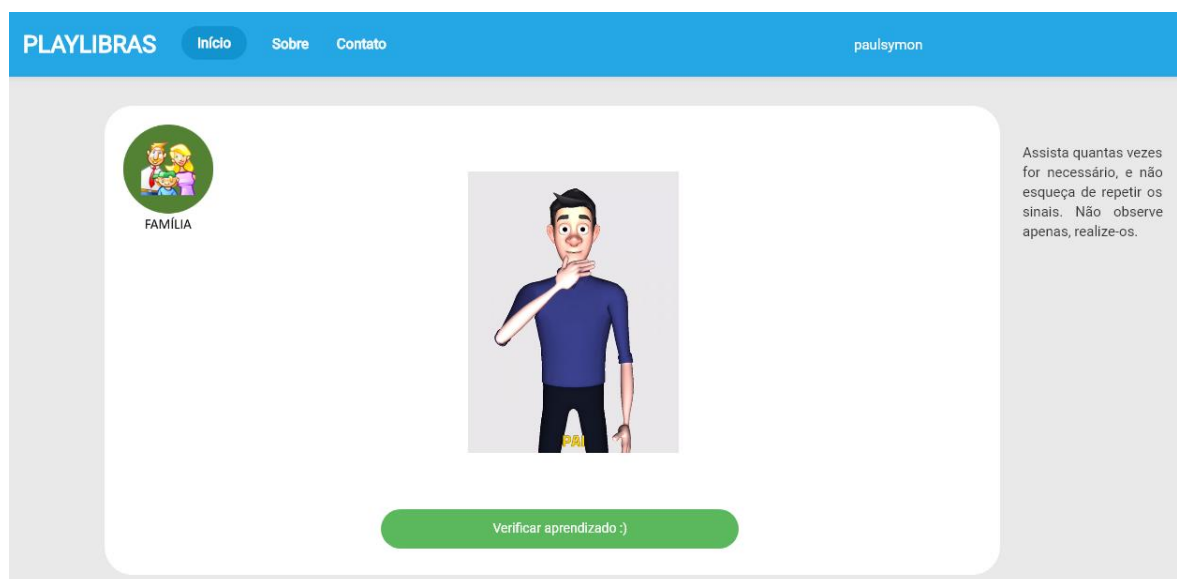 PLAYLIBRAS Início Sobre Contato paulsymon
FAMÍLIA
PAI
Verificar aprendizado :)
Assista quantas vezes
for necessário, e não
esqueça de repetir os
sinais. Não observe
apenas, realize-os.